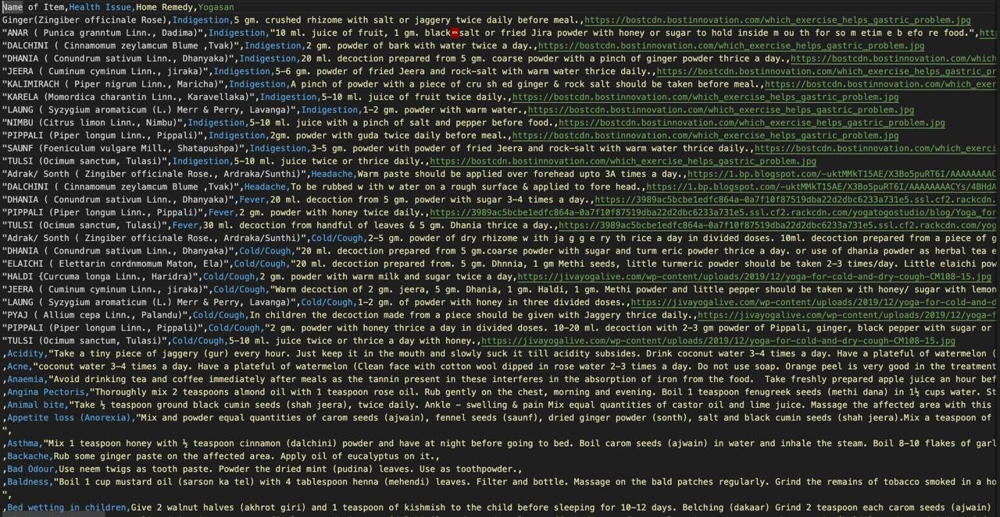 Name of Item,Health Issue,Home Remedy,Yogasan
Ginger(Zingiber officinale Rose),Indigestion,5 gm. crushed rhizome with salt or jaggery twice daily before meal.,https://bostcdn.bostinnovation.com/which_exercise_helps_gastric_problem.jpg
"ANAR ( Punica granntum Linn., Dadima)",Indigestion,"10 ml. juice of fruit, 1 gm. black salt or fried Jira powder with honey or sugar to hold inside m ou th for so m etim e b efo re food.",htt
"DALCHINI ( Cinnamomum zeylamcum Blume ,Tvak)",Indigestion,2 gm. powder of bark with water twice a day.,https://bostcdn.bostinnovation.com/which_exercise_helps_gastric_problem.jpg
"DHANIA ( Conundrum sativum Linn., Dhanyaka)",Indigestion,20 ml. decoction prepared from 5 gm. coarse powder with a pinch of ginger powder thrice a day.,https://bostcdn.bostinnovation.com/which
"JEERA ( Cuminum cyminum Linn., jiraka)",Indigestion,5-6 gm. powder of fried Jeera and rock-salt with warm water thrice daily.,https://bostcdn.bostinnovation.com/which_exercise_helps_gastric_pr
"KALIMIRACH ( Piper nigrum Linn., Maricha)",Indigestion,A pinch of powder with a piece of cru sh ed ginger & rock salt should be taken before meal.,https://bostcdn.bostinnovation.com/which_exer
"KARELA (Momordica charantin Linn., Karavellaka)",Indigestion,5-10 ml. juice of fruit twice daily.,https://bostcdn.bostinnovation.com/which_exercise_helps_gastric_problem.jpg
"LAUNG ( Syzygium aromaticum (L.) Merr & Perry, Lavanga)",Indigestion,1-2 gm. powder with warm water.,https://bostcdn.bostinnovation.com/which_exercise_helps_gastric_problem.jpg
"NIMBU (Citrus limon Linn., Nimbu)",Indigestion,5-10 ml. juice with a pinch of salt and pepper before food.,https://bostcdn.bostinnovation.com/which_exercise_helps_gastric_problem.jpg
"PIPPALI (Piper longum Linn., Pippali)",Indigestion,2gm. powder with guda twice daily before meal.,https://bostcdn.bostinnovation.com/which_exercise_helps_gastric_problem.jpg
"SAUNF (Foeniculum vulgare Mill., Shatapushpa)",Indigestion,3-5 gm. powder with powder of fried Jeera and rock-salt with warm water thrice daily.,https://bostcdn.bostinnovation.com/which_exerci
"TULSI (Ocimum sanctum, Tulasi)",Indigestion,5-10 ml. juice twice or thrice daily.,https://bostcdn.bostinnovation.com/which_exercise_helps_gastric_problem.jpg
"Adrak/ Sonth ( Zingiber officinale Rose., Ardraka/Sunthi)",Headache,Warm paste should be applied over forehead upto 3A times a day.,https://1.bp.blogspot.com/-uktMMkT15AE/X3Bo5puRT6I/AAAAAAAAC
"DALCHINI ( Cinnamomum zeylamcum Blume ,Tvak)",Headache,To be rubbed w ith w ater on a rough surface & applied to fore head.,https://1.bp.blogspot.com/-uktMMkT15AE/X3Bo5puRT6I/AAAAAAAACYs/4BHdA
"DHANIA ( Conundrum sativum Linn., Dhanyaka)",Fever,20 ml. decoction from 5 gm. powder with sugar 3-4 times a day.,https://3989ac5bcbe1edfc864a-0a7f10f87519dba22d2dbc6233a731e5.ssl.cf2.rackcdn.
"PIPPALI (Piper longum Linn., Pippali)",Fever,2 gm. powder with honey twice daily.,https://3989ac5bcbe1edfc864a-0a7f10f87519dba22d2dbc6233a731e5.ssl.cf2.rackcdn.com/yogatogostudio/blog/Yoga_for
"TULSI (Ocimum sanctum, Tulasi)",Fever,30 ml. decoction from handful of leaves & 5 gm. Dhania thrice a day.,https://3989ac5bcbe1edfc864a-0a7f10f87519dba22d2dbc6233a731e5.ssl.cf2.rackcdn.com/yog
"Adrak/ Sonth ( Zingiber officinale Rose., Ardraka/Sunthi)",Cold/Cough,"2-5 gm. powder of dry rhizome w ith ja g g e ry th rice a day in divided doses. 10ml. decoction prepared from a piece of g
"DHANIA ( Conundrum sativum Linn., Dhanyaka)",Cold/Cough,"20 ml. decoction prepared from 5 gm.coarse powder with sugar and turm eric powder thrice a day. or use of dhania powder as herbal tea e
"ELAICHI ( Elettarin cnrdnmomum Maton, Ela)",Cold/Cough,"20 ml. decoction prepared from 5 gm. Dhnnia, 1 gm Methi seeds, little turmeric powder should be taken 2-3 times/day. Little elaichi pow
"HALDI {Curcuma longa Linn., Haridra)",Cold/Cough,2 gm. powder with warm milk and sugar twice a day,https://jivayogalive.com/wp-content/uploads/2019/12/yoga-for-cold-and-dry-cough-CM108-15.jpg
"JEERA ( Cuminum cyminum Linn., jiraka)",Cold/Cough,"Warm decoction of 2 gm. jeera, 5 gm. Dhania, 1 gm. Haldi, 1 gm. Methi powder and little pepper should be taken w ith honey/ sugar with lemon
"LAUNG ( Syzygium aromaticum (L.) Merr & Perry, Lavanga)",Cold/Cough,1-2 gm. powder of with honey in three divided doses.,https://jivayogalive.com/wp-content/uploads/2019/12/yoga-for-cold-and-d
"PYAJ ( Allium cepa Linn., Palandu)",Cold/Cough,In children the decoction made from a piece should be given with Jaggery thrice daily.,https://jivayogalive.com/wp-content/uploads/2019/12/yoga-f
"PIPPALI (Piper longum Linn., Pippali)",Cold/Cough,"2 gm. powder with honey thrice daily in divided doses. 10-20 ml. decoction with 2-3 gm powder of Pippali, ginger, black pepper with sugar or
"TULSI (Ocimum sanctum, Tulasi)",Cold/Cough,5-10 ml. juice twice or thrice a day with honey.,https://jivayogalive.com/wp-content/uploads/2019/12/yoga-for-cold-and-dry-cough-CM108-15.jpg
,Acidity,"Take a tiny piece of jaggery (gur) every hour. Just keep it in the mouth and slowly suck it till acidity subsides. Drink coconut water 3-4 times a day. Have a plateful of watermelon (
,Acne,"coconut water 3-4 times a day. Have a plateful of watermelon (Clean face with cotton wool dipped in rose water 2-3 times a day. Do not use soap. Orange peel is very good in the treatment
,Anaemia,"Avoid drinking tea and coffee immediately after meals as the tannin present in these interferes in the absorption of iron from the food.  Take freshly prepared apple juice an hour bef
,Angina Pectoris,"Thoroughly mix 2 teaspoons almond oil with 1 teaspoon rose oil. Rub gently on the chest, morning and evening. Boil 1 teaspoon fenugreek seeds (methi dana) in 1½ cups water. St
,Animal bite,"Take ½ teaspoon ground black cumin seeds (shah jeera), twice daily. Ankle – swelling & pain Mix equal quantities of castor oil and lime juice. Massage the affected area with this
,Appetite loss (Anorexia),"Mix and powder equal quantities of carom seeds (ajwain), fennel seeds (saunf), dried ginger powder (sonth), salt and black cumin seeds (shah jeera).Mix a teaspoon of
",
,Asthma,"Mix 1 teaspoon honey with ½ teaspoon cinnamon (dalchini) powder and have at night before going to bed. Boil carom seeds (ajwain) in water and inhale the steam. Boil 8-10 flakes of garl
,Backache,Rub some ginger paste on the affected area. Apply oil of eucalyptus on it.,
,Bad Odour,Use neem twigs as tooth paste. Powder the dried mint (pudina) leaves. Use as toothpowder.,
,Baldness,"Boil 1 cup mustard oil (sarson ka tel) with 4 tablespoon henna (mehendi) leaves. Filter and bottle. Massage on the bald patches regularly. Grind the remains of tobacco smoked in a ho
",
,Bed wetting in children,Give 2 walnut halves (akhrot giri) and 1 teaspoon of kishmish to the child before sleeping for 10-12 days. Belching (dakaar) Grind 2 teaspoon each carom seeds (ajwain)